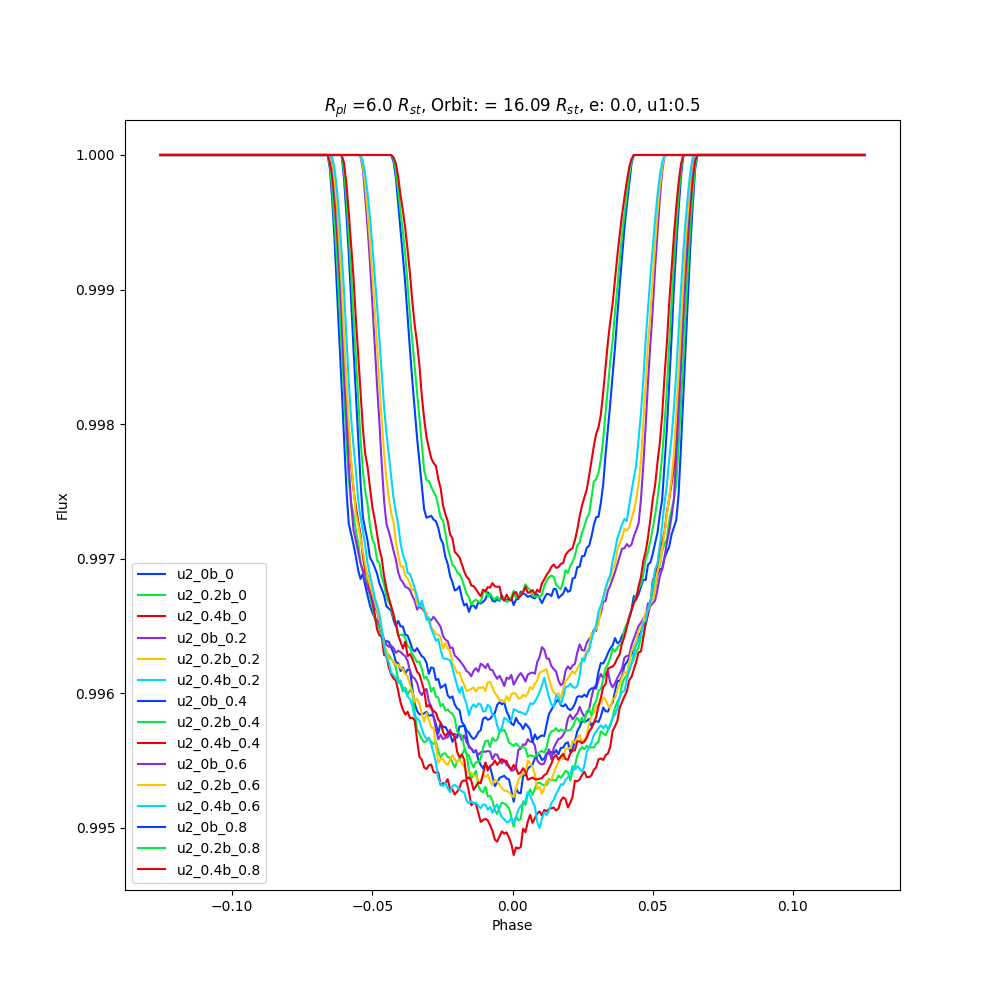 R_pl =6.0 R_st, Orbit: = 16.09 R_st, e: 0.0, u1:0.5
1.000
0.999
0.998
0.997
0.996
0.995
Flux
u2_0b_0
u2_0.2b_0
u2_0.4b_0
u2_0b_0.2
u2_0.2b_0.2
u2_0.4b_0.2
u2_0b_0.4
u2_0.2b_0.4
u2_0.4b_0.4
u2_0b_0.6
u2_0.2b_0.6
u2_0.4b_0.6
u2_0b_0.8
u2_0.2b_0.8
u2_0.4b_0.8
−0.10 −0.05 0.00 0.05 0.10
Phase